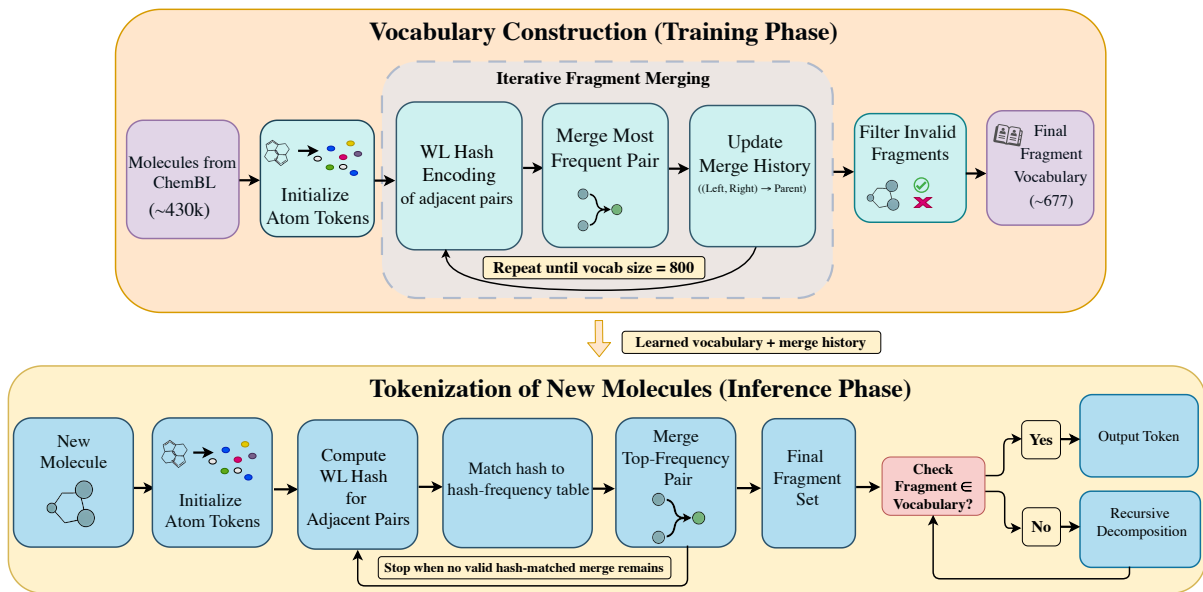 Vocabulary Construction (Training Phase)
Iterative Fragment Merging
Molecules from
ChemBL
(~430k)
Initialize
Atom Tokens
WL Hash
Encoding
of adjacent pairs
Merge Most
Frequent Pair
Update
Merge History
((Left, Right) → Parent)
Repeat until vocab size = 800
Filter Invalid
Fragments
Final
Fragment
Vocabulary
(~677)
Learned vocabulary + merge history
Tokenization of New Molecules (Inference Phase)
New
Molecule
Initialize
Atom Tokens
Compute
WL Hash
for
Adjacent Pairs
Match hash to
hash-frequency table
Merge
Top-Frequency
Pair
Stop when no valid hash-matched merge remains
Final
Fragment
Set
Check
Fragment ∈
Vocabulary?
Yes
Output Token
No
Recursive
Decomposition